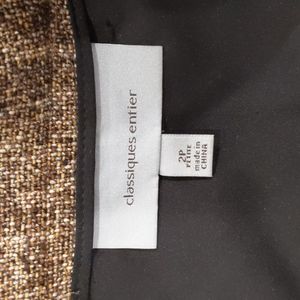 classiques entier
2P
PETITE
made in
CHINA